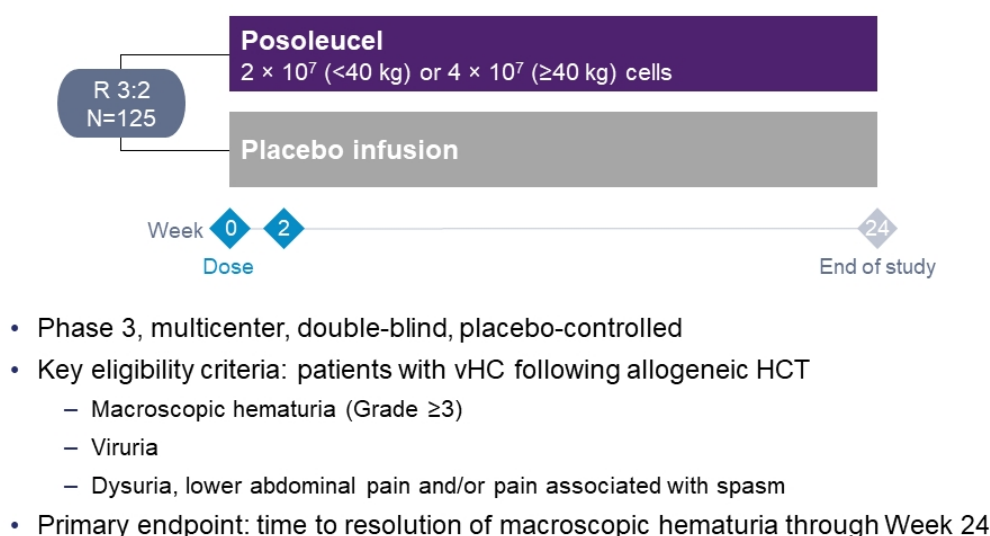 Posoleucel
2 × 10⁷ (<40 kg) or 4 × 10⁷ (≥40 kg) cells
R 3:2
N=125
Placebo infusion
Week 0 2 24
Dose End of study
• Phase 3, multicenter, double-blind, placebo-controlled
• Key eligibility criteria: patients with vHC following allogeneic HCT
– Macroscopic hematuria (Grade ≥3)
– Viruria
– Dysuria, lower abdominal pain and/or pain associated with spasm
• Primary endpoint: time to resolution of macroscopic hematuria through Week 24